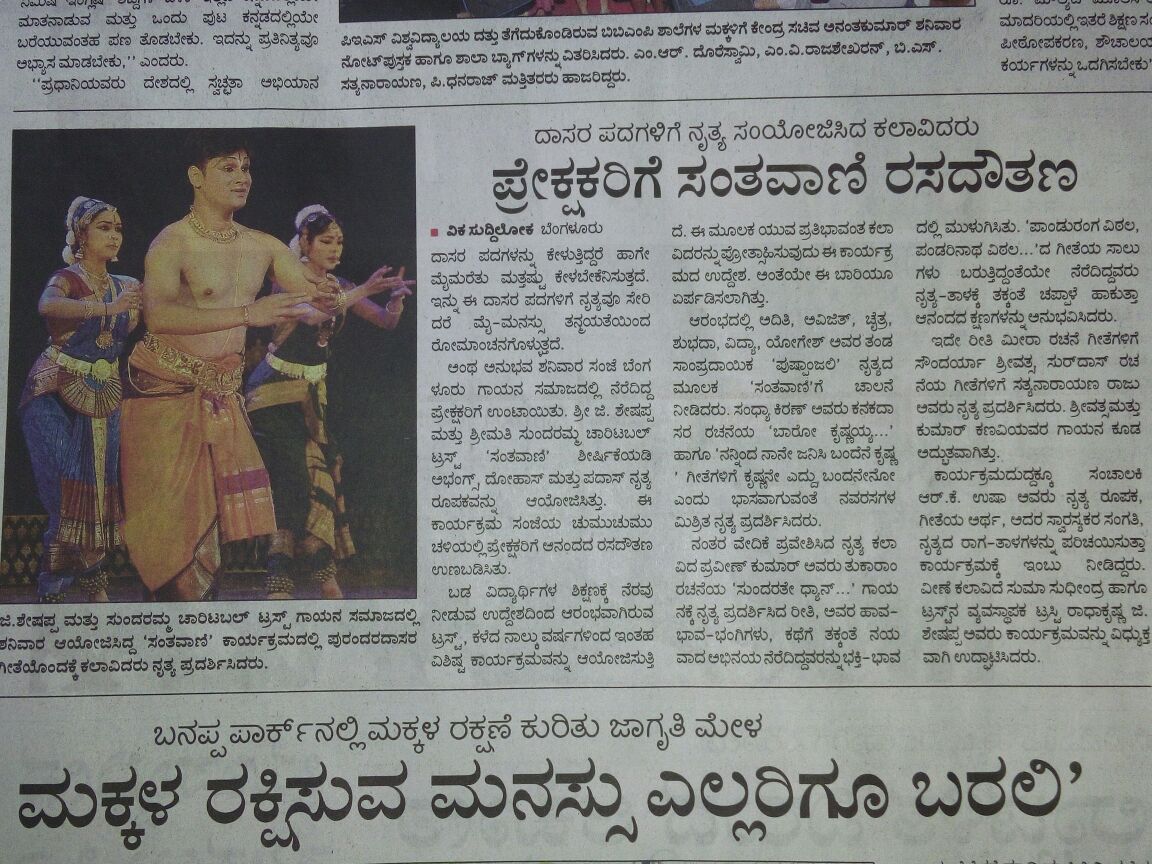 ಮಾತನಾಡುವ ಮತ್ತು ಒಂದು ಪುಟ ಕನ್ನಡದಲ್ಲಿಯೇ
ಬರೆಯುವಂತಹ ಪಣ ತೊಡಬೇಕು. ಇದನ್ನು ಪ್ರತಿನಿತ್ಯವೂ
ಅಭ್ಯಾಸ ಮಾಡಬೇಕು,'' ಎಂದರು.
''ಪ್ರಧಾನಿಯವರು ದೇಶದಲ್ಲಿ ಸ್ವಚ್ಛತಾ ಅಭಿಯಾನ
ಪಿಇಎಸ್ ವಿಶ್ವವಿದ್ಯಾಲಯ ದತ್ತು ತೆಗೆದುಕೊಂಡಿರುವ ಬಿಬಿಎಂಪಿ ಶಾಲೆಗಳ ಮಕ್ಕಳಿಗೆ ಕೇಂದ್ರ ಸಚಿವ ಅನಂತಕುಮಾರ್ ಶನಿವಾರ
ನೋಟ್‌ಪುಸ್ತಕ ಹಾಗೂ ಶಾಲಾ ಬ್ಯಾಗ್‌ಗಳನ್ನು ವಿತರಿಸಿದರು. ಎಂ.ಆರ್. ದೊರೆಸ್ವಾಮಿ, ಎಂ.ವಿ.ರಾಜಶೇಖರನ್, ಬಿ.ಎಸ್.
ಸತ್ಯನಾರಾಯಣ, ಪಿ.ಧನರಾಜ್ ಮತ್ತಿತರರು ಹಾಜರಿದ್ದರು.
ಮಾದರಿಯಲ್ಲಿ ಇತರೆ ಶಿಕ್ಷಣ
ಪೀಠೋಪಕರಣ, ಶೌಚಾಲಯ
ಕರ್ಯಗಳನ್ನು ಒದಗಿಸಬೇಕು''
ದಾಸರ ಪದಗಳಿಗೆ ನೃತ್ಯ ಸಂಯೋಜಿಸಿದ ಕಲಾವಿದರು
ಪ್ರೇಕ್ಷಕರಿಗೆ ಸಂತವಾಣಿ ರಸದೌತಣ
ವಿಕ ಸುದ್ದಿಲೋಕ ಬೆಂಗಳೂರು
ದಾಸರ ಪದಗಳನ್ನು ಕೇಳುತ್ತಿದ್ದರೆ ಹಾಗೇ
ಮೈಮರೆತು ಮತ್ತಷ್ಟು ಕೇಳಬೇಕೆನಿಸುತ್ತದೆ.
ಇನ್ನು ಈ ದಾಸರ ಪದಗಳಿಗೆ ನೃತ್ಯವೂ ಸೇರಿ
ದರೆ ಮೈ-ಮನಸ್ಸು ತನ್ಮಯತೆಯಿಂದ
ರೋಮಾಂಚನಗೊಳ್ಳುತ್ತದೆ.
ಅಂಥ ಅನುಭವ ಶನಿವಾರ ಸಂಜೆ ಬೆಂಗ
ಳೂರು ಗಾಯನ ಸಮಾಜದಲ್ಲಿ ನೆರೆದಿದ್ದ
ಪ್ರೇಕ್ಷಕರಿಗೆ ಉಂಟಾಯಿತು. ಶ್ರೀ ಜಿ. ಶೇಷಪ್ಪ
ಮತ್ತು ಶ್ರೀಮತಿ ಸುಂದರಮ್ಮ ಚಾರಿಟಬಲ್
ಟ್ರಸ್ಟ್ 'ಸಂತವಾಣಿ' ಶೀರ್ಷಿಕೆಯಡಿ
ಅಭಂಗ್ಸ್, ದೋಹಾಸ್ ಮತ್ತು ಪದಾಸ್ ನೃತ್ಯ
ರೂಪಕವನ್ನು ಆಯೋಜಿಸಿತ್ತು. ಈ
ಕಾರ್ಯಕ್ರಮ ಸಂಜೆಯ ಚುಮುಚುಮು
ಚಳಿಯಲ್ಲಿ ಪ್ರೇಕ್ಷಕರಿಗೆ ಆನಂದದ ರಸದೌತಣ
ಉಣಬಡಿಸಿತು.
ಬಡ ವಿದ್ಯಾರ್ಥಿಗಳ ಶಿಕ್ಷಣಕ್ಕೆ ನೆರವು
ನೀಡುವ ಉದ್ದೇಶದಿಂದ ಆರಂಭವಾಗಿರುವ
ಟ್ರಸ್ಟ್, ಕಳೆದ ನಾಲ್ಕು ವರ್ಷಗಳಿಂದ ಇಂತಹ
ವಿಶಿಷ್ಟ ಕಾರ್ಯಕ್ರಮವನ್ನು ಆಯೋಜಿಸುತ್ತಿ
ದೆ. ಈ ಮೂಲಕ ಯುವ ಪ್ರತಿಭಾವಂತ ಕಲಾ
ವಿದರನ್ನು ಪ್ರೋತ್ಸಾಹಿಸುವುದು ಈ ಕಾರ್ಯಕ್ರ
ಮದ ಉದ್ದೇಶ. ಅಂತೆಯೇ ಈ ಬಾರಿಯೂ
ಏರ್ಪಡಿಸಲಾಗಿತ್ತು.
ಆರಂಭದಲ್ಲಿ ಅದಿತಿ, ಅವಿಜಿತ್, ಚೈತ್ರ,
ಶುಭದಾ, ವಿದ್ಯಾ, ಯೋಗೇಶ್ ಅವರ ತಂಡ
ಸಾಂಪ್ರದಾಯಿಕ 'ಪುಷ್ಪಾಂಜಲಿ' ನೃತ್ಯದ
ಮೂಲಕ 'ಸಂತವಾಣಿ'ಗೆ ಚಾಲನೆ
ನೀಡಿದರು. ಸಂಧ್ಯಾ ಕಿರಣ್ ಅವರು ಕನಕದಾ
ಸರ ರಚನೆಯ 'ಬಾರೋ ಕೃಷ್ಣಯ್ಯ...'
ಹಾಗೂ 'ನನ್ನಿಂದ ನಾನೇ ಜನಿಸಿ ಬಂದೆನೆ ಕೃಷ್ಣ
' ಗೀತೆಗಳಿಗೆ ಕೃಷ್ಣನೇ ಎದ್ದು ಬಂದನೇನೋ
ಎಂದು ಭಾಸವಾಗುವಂತೆ ನವರಸಗಳ
ಮಿಶ್ರಿತ ನೃತ್ಯ ಪ್ರದರ್ಶಿಸಿದರು.
ನಂತರ ವೇದಿಕೆ ಪ್ರವೇಶಿಸಿದ ನೃತ್ಯ ಕಲಾ
ವಿದ ಪ್ರವೀಣ್ ಕುಮಾರ್ ಅವರು ತುಕಾರಾಂ
ರಚನೆಯ 'ಸುಂದರತೇ ಧ್ಯಾನ್...' ಗಾಯ
ನಕ್ಕೆ ನೃತ್ಯ ಪ್ರದರ್ಶಿಸಿದ ರೀತಿ, ಅವರ ಹಾವ-
ಭಾವ-ಭಂಗಿಗಳು, ಕಥೆಗೆ ತಕ್ಕಂತೆ ನಯ
ವಾದ ಅಭಿನಯ ನೆರೆದಿದ್ದವರನ್ನು ಭಕ್ತಿ-ಭಾವ
ದಲ್ಲಿ ಮುಳುಗಿಸಿತು. 'ಪಾಂಡುರಂಗ ವಿಠಲ,
ಪಂಡರಿನಾಥ ವಿಠಲ...'ದ ಗೀತೆಯ ಸಾಲು
ಗಳು ಬರುತ್ತಿದ್ದಂತೆಯೇ ನೆರೆದಿದ್ದವರು
ನೃತ್ಯ-ತಾಳಕ್ಕೆ ತಕ್ಕಂತೆ ಚಪ್ಪಾಳೆ ಹಾಕುತ್ತಾ
ಆನಂದದ ಕ್ಷಣಗಳನ್ನು ಅನುಭವಿಸಿದರು.
ಇದೇ ರೀತಿ ಮೀರಾ ರಚನೆ ಗೀತೆಗಳಿಗೆ
ಸೌಂದರ್ಯಾ ಶ್ರೀವತ್ಸ, ಸುರ್‌ದಾಸ್ ರಚ
ನೆಯ ಗೀತೆಗಳಿಗೆ ಸತ್ಯನಾರಾಯಣ ರಾಜು
ಅವರು ನೃತ್ಯ ಪ್ರದರ್ಶಿಸಿದರು. ಶ್ರೀವತ್ಸ ಮತ್ತು
ಕುಮಾರ್ ಕಣವಿಯವರ ಗಾಯನ ಕೂಡ
ಅದ್ಭುತವಾಗಿತ್ತು.
ಕಾರ್ಯಕ್ರಮದುದ್ದಕ್ಕೂ ಸಂಚಾಲಕಿ
ಆರ್.ಕೆ. ಉಷಾ ಅವರು ನೃತ್ಯ ರೂಪಕ,
ಗೀತೆಯ ಅರ್ಥ, ಅದರ ಸ್ವಾರಸ್ಯಕರ ಸಂಗತಿ,
ನೃತ್ಯದ ರಾಗ-ತಾಳಗಳನ್ನು ಪರಿಚಯಿಸುತ್ತಾ
ಕಾರ್ಯಕ್ರಮಕ್ಕೆ ಇಂಬು ನೀಡಿದ್ದರು.
ವೀಣೆ ಕಲಾವಿದೆ ಸುಮಾ ಸುಧೀಂದ್ರ ಹಾಗೂ
ಟ್ರಸ್ಟ್‌ನ ವ್ಯವಸ್ಥಾಪಕ ಟ್ರಸ್ಟಿ ರಾಧಾಕೃಷ್ಣ ಜಿ.
ಶೇಷಪ್ಪ ಅವರು ಕಾರ್ಯಕ್ರಮವನ್ನು ವಿಧ್ಯುಕ್ತ
ವಾಗಿ ಉದ್ಘಾಟಿಸಿದರು.
ಜಿ.ಶೇಷಪ್ಪ ಮತ್ತು ಸುಂದರಮ್ಮ ಚಾರಿಟಬಲ್ ಟ್ರಸ್ಟ್ ಗಾಯನ ಸಮಾಜದಲ್ಲಿ
ಶನಿವಾರ ಆಯೋಜಿಸಿದ್ದ 'ಸಂತವಾಣಿ' ಕಾರ್ಯಕ್ರಮದಲ್ಲಿ ಪುರಂದರದಾಸರ
ಗೀತೆಯೊಂದಕ್ಕೆ ಕಲಾವಿದರು ನೃತ್ಯ ಪ್ರದರ್ಶಿಸಿದರು.
ಬನಪ್ಪ ಪಾರ್ಕ್‌ನಲ್ಲಿ ಮಕ್ಕಳ ರಕ್ಷಣೆ ಕುರಿತು ಜಾಗೃತಿ ಮೇಳ
ಮಕ್ಕಳ ರಕ್ಷಿಸುವ ಮನಸ್ಸು ಎಲ್ಲರಿಗೂ ಬರಲಿ'